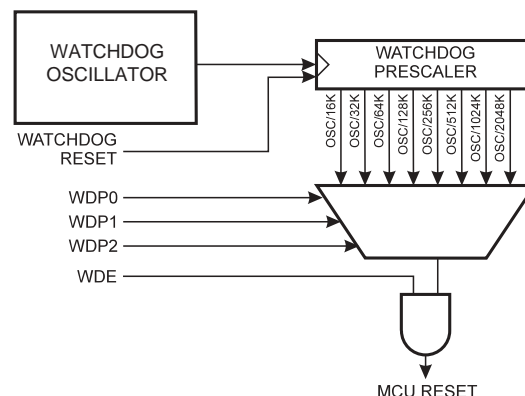 WATCHDOG
OSCILLATOR
WATCHDOG
PRESCALER
WATCHDOG
RESET
OSC/16K
OSC/32K
OSC/64K
OSC/128K
OSC/256K
OSC/512K
OSC/1024K
OSC/2048K
WDP0
WDP1
WDP2
WDE
MCU RESET